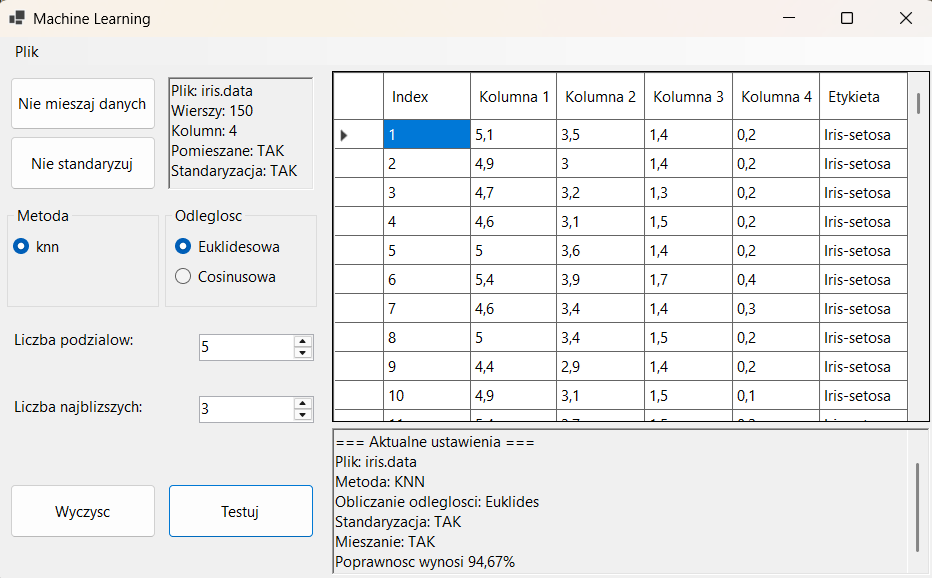 Machine Learning
Plik
Nie mieszaj danych
Nie standaryzuj
Plik: iris.data
Wierszy: 150
Kolumn: 4
Pomieszane: TAK
Standaryzacja: TAK
Metoda
knn
Odleglosc
Euklidesowa
Cosinusowa
Liczba podzialow:
5
Liczba najblizszych:
3
Wyczysc
Testuj
Index Kolumna 1 Kolumna 2 Kolumna 3 Kolumna 4 Etykieta
1 5,1 3,5 1,4 0,2 Iris-setosa
2 4,9 3 1,4 0,2 Iris-setosa
3 4,7 3,2 1,3 0,2 Iris-setosa
4 4,6 3,1 1,5 0,2 Iris-setosa
5 5 3,6 1,4 0,2 Iris-setosa
6 5,4 3,9 1,7 0,4 Iris-setosa
7 4,6 3,4 1,4 0,3 Iris-setosa
8 5 3,4 1,5 0,2 Iris-setosa
9 4,4 2,9 1,4 0,2 Iris-setosa
10 4,9 3,1 1,5 0,1 Iris-setosa
=== Aktualne ustawienia ===
Plik: iris.data
Metoda: KNN
Obliczanie odleglosci: Euklides
Standaryzacja: TAK
Mieszanie: TAK
Poprawnosc wynosi 94,67%